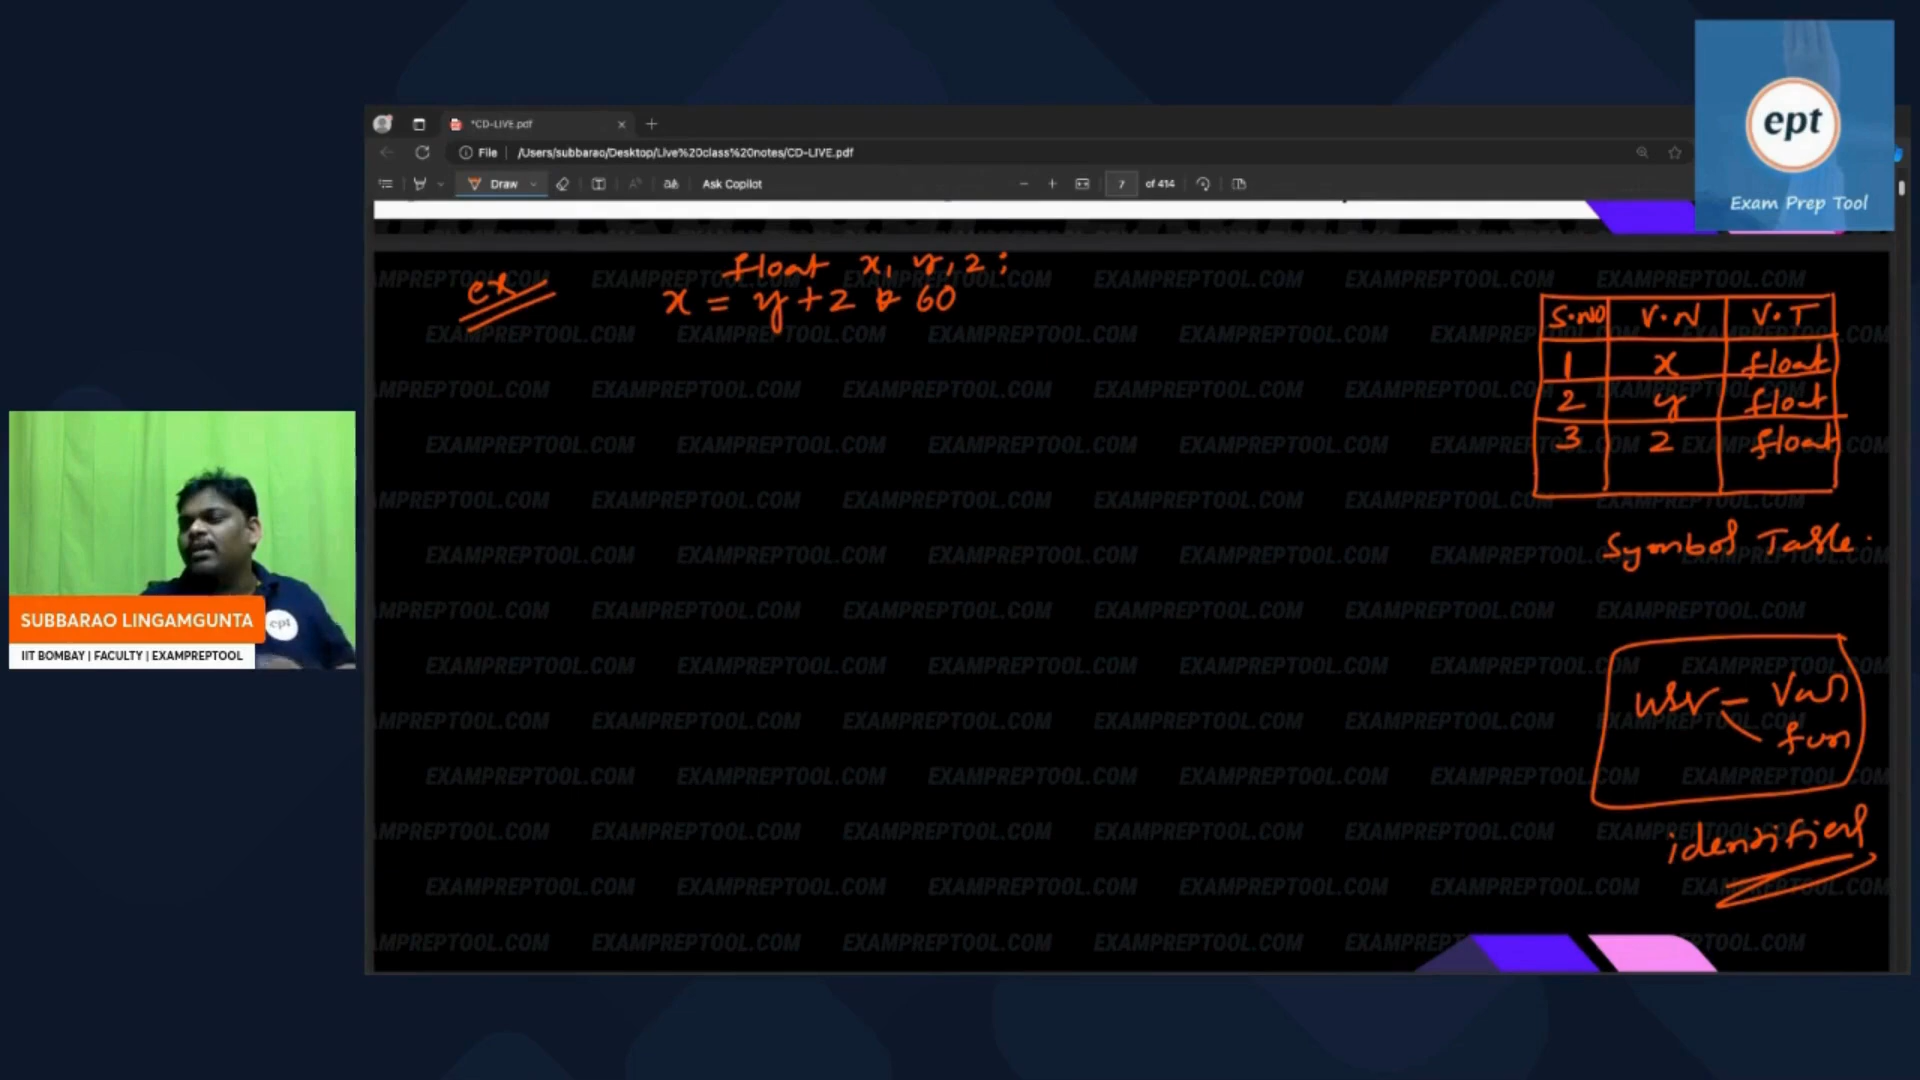 ept
Exam Prep Tool
*CD-LIVE.pdf
File | /Users/subbarao/Desktop/Live%20class%20notes/CD-LIVE.pdf
Draw
Ask Copilot
7 of 414
ex
float x, y, z ;
x = y + z * 60
S.NO V.N V.T
1 x float
2 y float
3 z float
Symbol Table.
usr - Var
fun
identifier
SUBBARAO LINGAMGUNTA
ept
IIT BOMBAY | FACULTY | EXAMPREPTOOL
EXAMPREPTOOL.COM